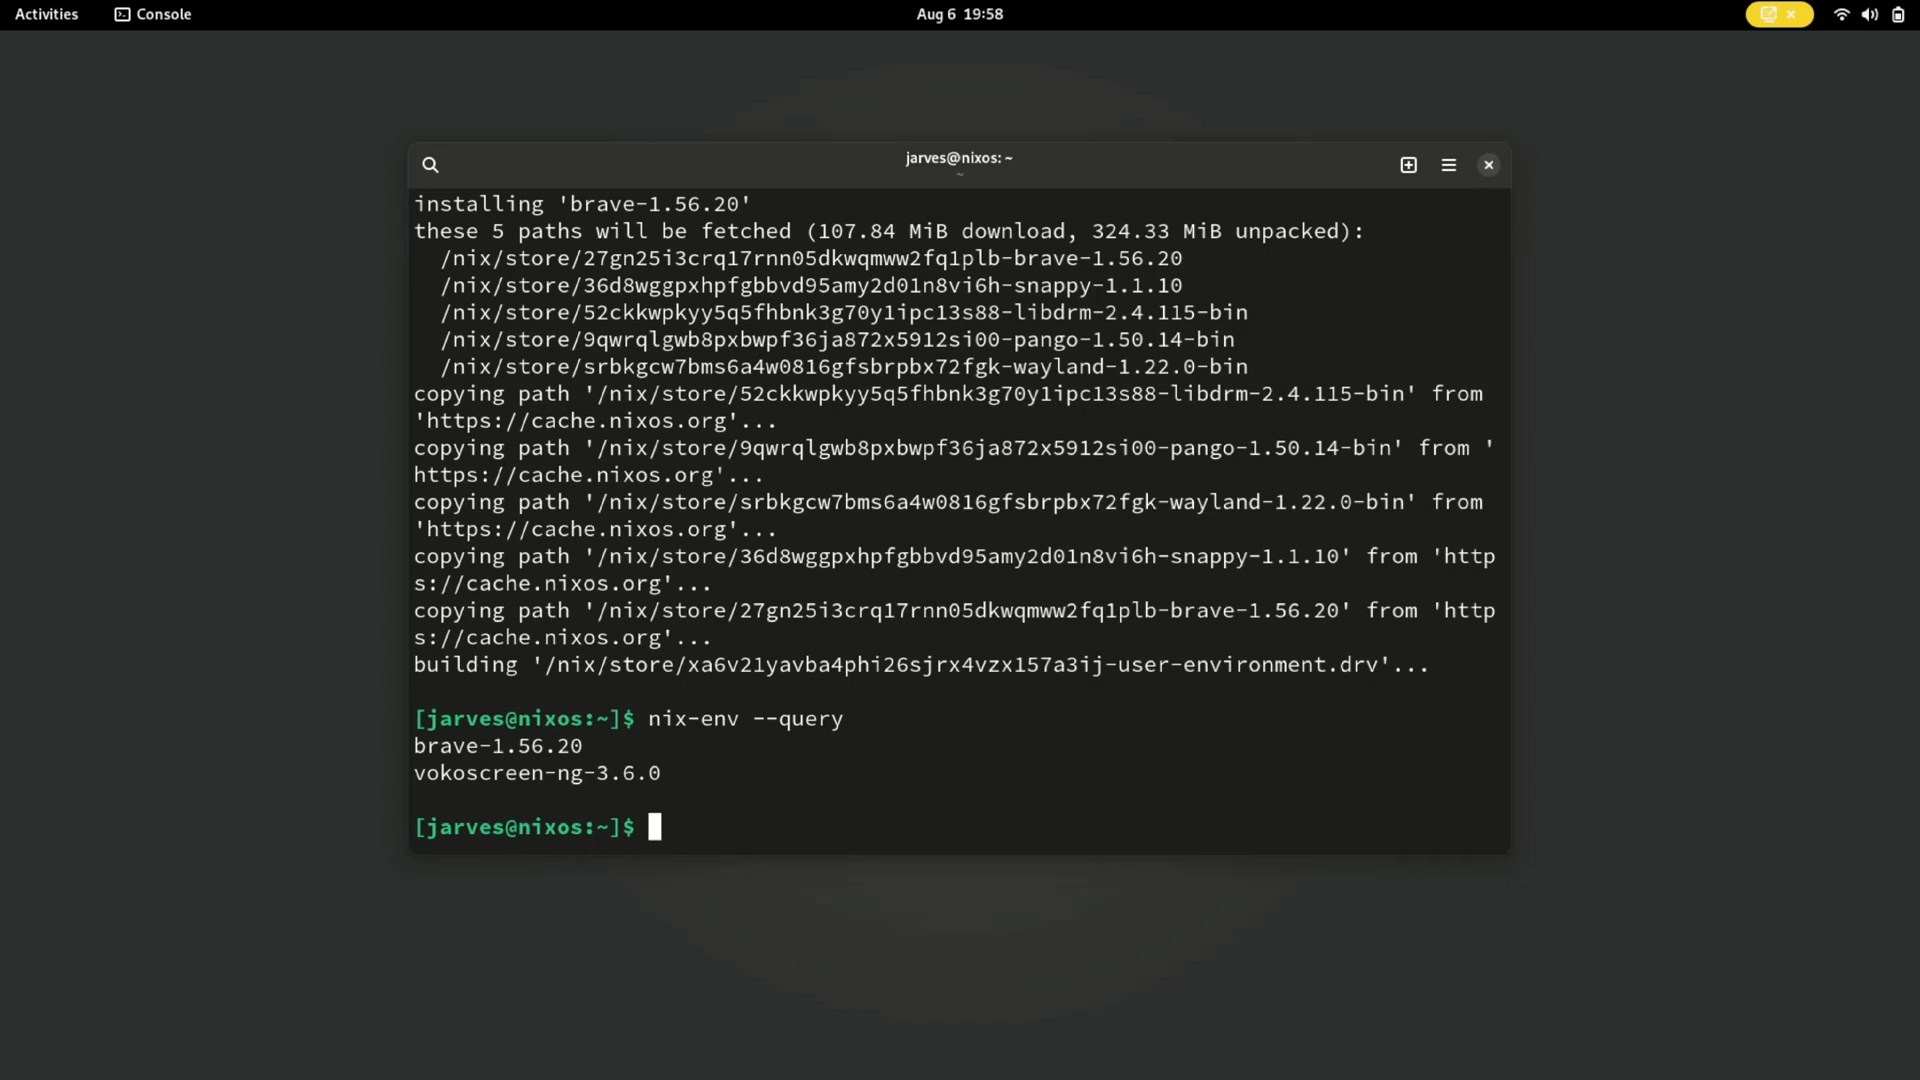 Activities Console Aug 6 19:58
jarves@nixos: ~
~
installing 'brave-1.56.20'
these 5 paths will be fetched (107.84 MiB download, 324.33 MiB unpacked):
/nix/store/27gn25i3crq17rnn05dkwqmww2fq1plb-brave-1.56.20
/nix/store/36d8wggpxhpfgbbvd95amy2d01n8vi6h-snappy-1.1.10
/nix/store/52ckkwpkyy5q5fhbnk3g70y1ipc13s88-libdrm-2.4.115-bin
/nix/store/9qwrqlgwb8pxbwpf36ja872x5912si00-pango-1.50.14-bin
/nix/store/srbkgcw7bms6a4w0816gfsbrpbx72fgk-wayland-1.22.0-bin
copying path '/nix/store/52ckkwpkyy5q5fhbnk3g70y1ipc13s88-libdrm-2.4.115-bin' from
'https://cache.nixos.org'...
copying path '/nix/store/9qwrqlgwb8pxbwpf36ja872x5912si00-pango-1.50.14-bin' from '
https://cache.nixos.org'...
copying path '/nix/store/srbkgcw7bms6a4w0816gfsbrpbx72fgk-wayland-1.22.0-bin' from
'https://cache.nixos.org'...
copying path '/nix/store/36d8wggpxhpfgbbvd95amy2d01n8vi6h-snappy-1.1.10' from 'http
s://cache.nixos.org'...
copying path '/nix/store/27gn25i3crq17rnn05dkwqmww2fq1plb-brave-1.56.20' from 'http
s://cache.nixos.org'...
building '/nix/store/xa6v21yavba4phi26sjrx4vzx157a3ij-user-environment.drv'...
[jarves@nixos:~]$ nix-env --query
brave-1.56.20
vokoscreen-ng-3.6.0
[jarves@nixos:~]$